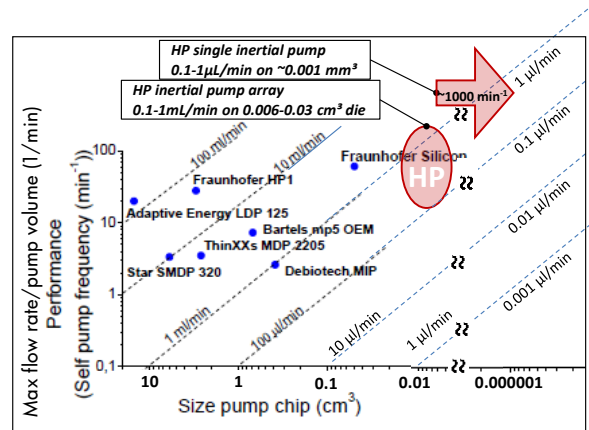 HP single inertial pump
0.1-1µL/min on ~0.001 mm³
HP inertial pump array
0.1-1mL/min on 0.006-0.03 cm³ die
~1000 min⁻¹
1 µl/min
0.1 µl/min
0.01 µl/min
0.001 µl/min
100 ml/min
10 ml/min
1 ml/min
100 µl/min
10 µl/min
1 µl/min
Max flow rate/pump volume (1/min)
Performance
(Self pump frequency (min⁻¹)
100
10
1
0,1
Fraunhofer Silicon
HP
Fraunhofer HP1
Adaptive Energy LDP 125
Bartels mp5 OEM
ThinXXs MDP 2205
Star SMDP 320
Debiotech MIP
10
1
0.1
0.01
0.000001
Size pump chip (cm³)